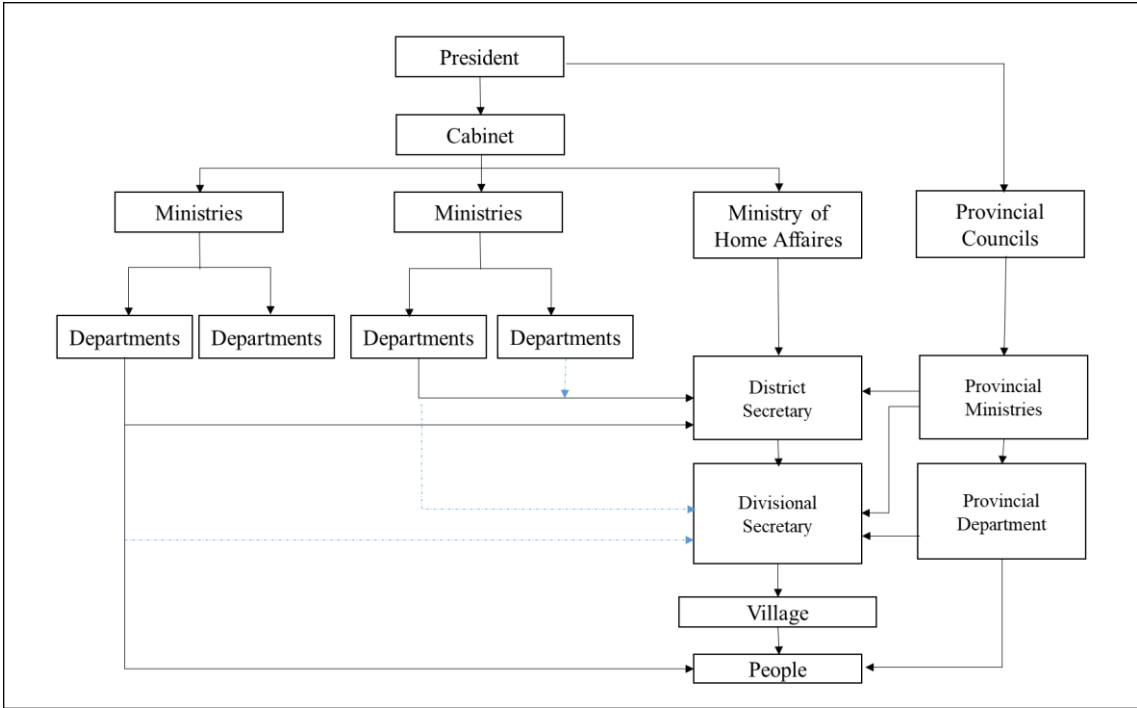 President
Cabinet
Ministries
Ministries
Ministry of
Home Affaires
Provincial
Councils
Departments
Departments
Departments
Departments
District
Secretary
Provincial
Ministries
Divisional
Secretary
Provincial
Department
Village
People